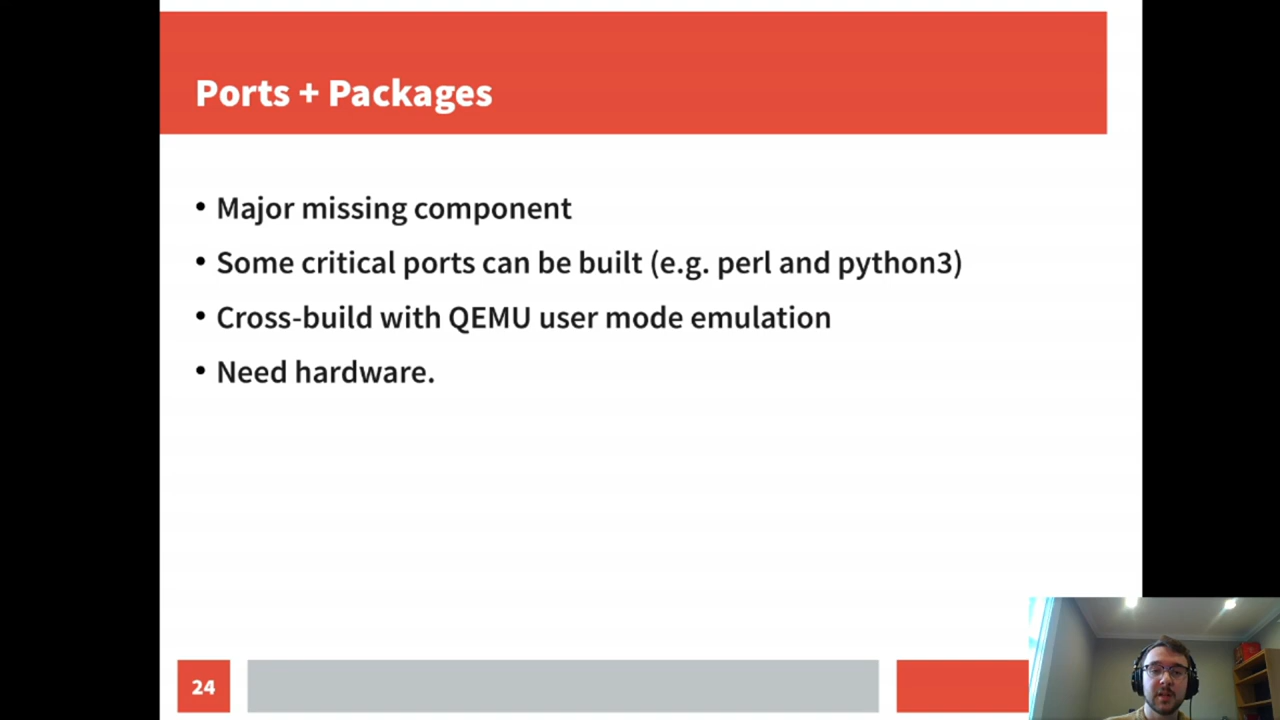 Ports + Packages
• Major missing component
• Some critical ports can be built (e.g. perl and python3)
• Cross-build with QEMU user mode emulation
• Need hardware.
24